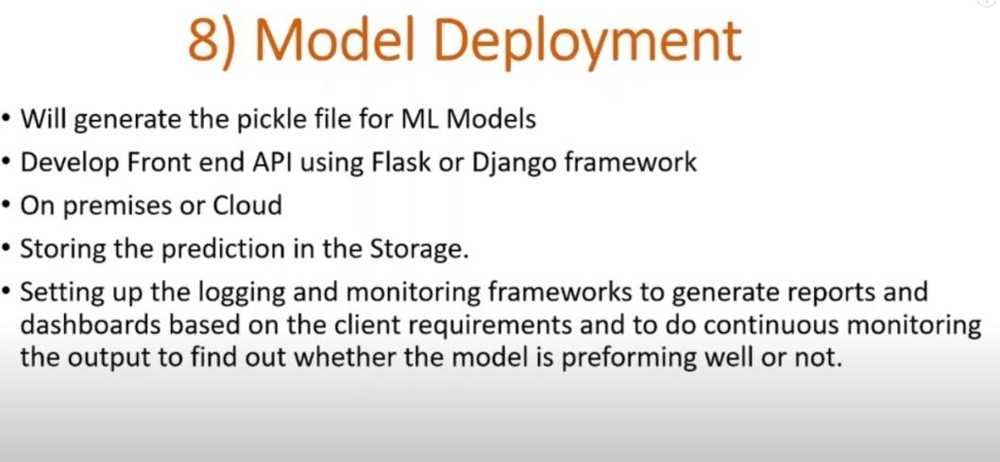 8) Model Deployment
• Will generate the pickle file for ML Models
• Develop Front end API using Flask or Django framework
• On premises or Cloud
• Storing the prediction in the Storage.
• Setting up the logging and monitoring frameworks to generate reports and
dashboards based on the client requirements and to do continuous monitoring
the output to find out whether the model is preforming well or not.